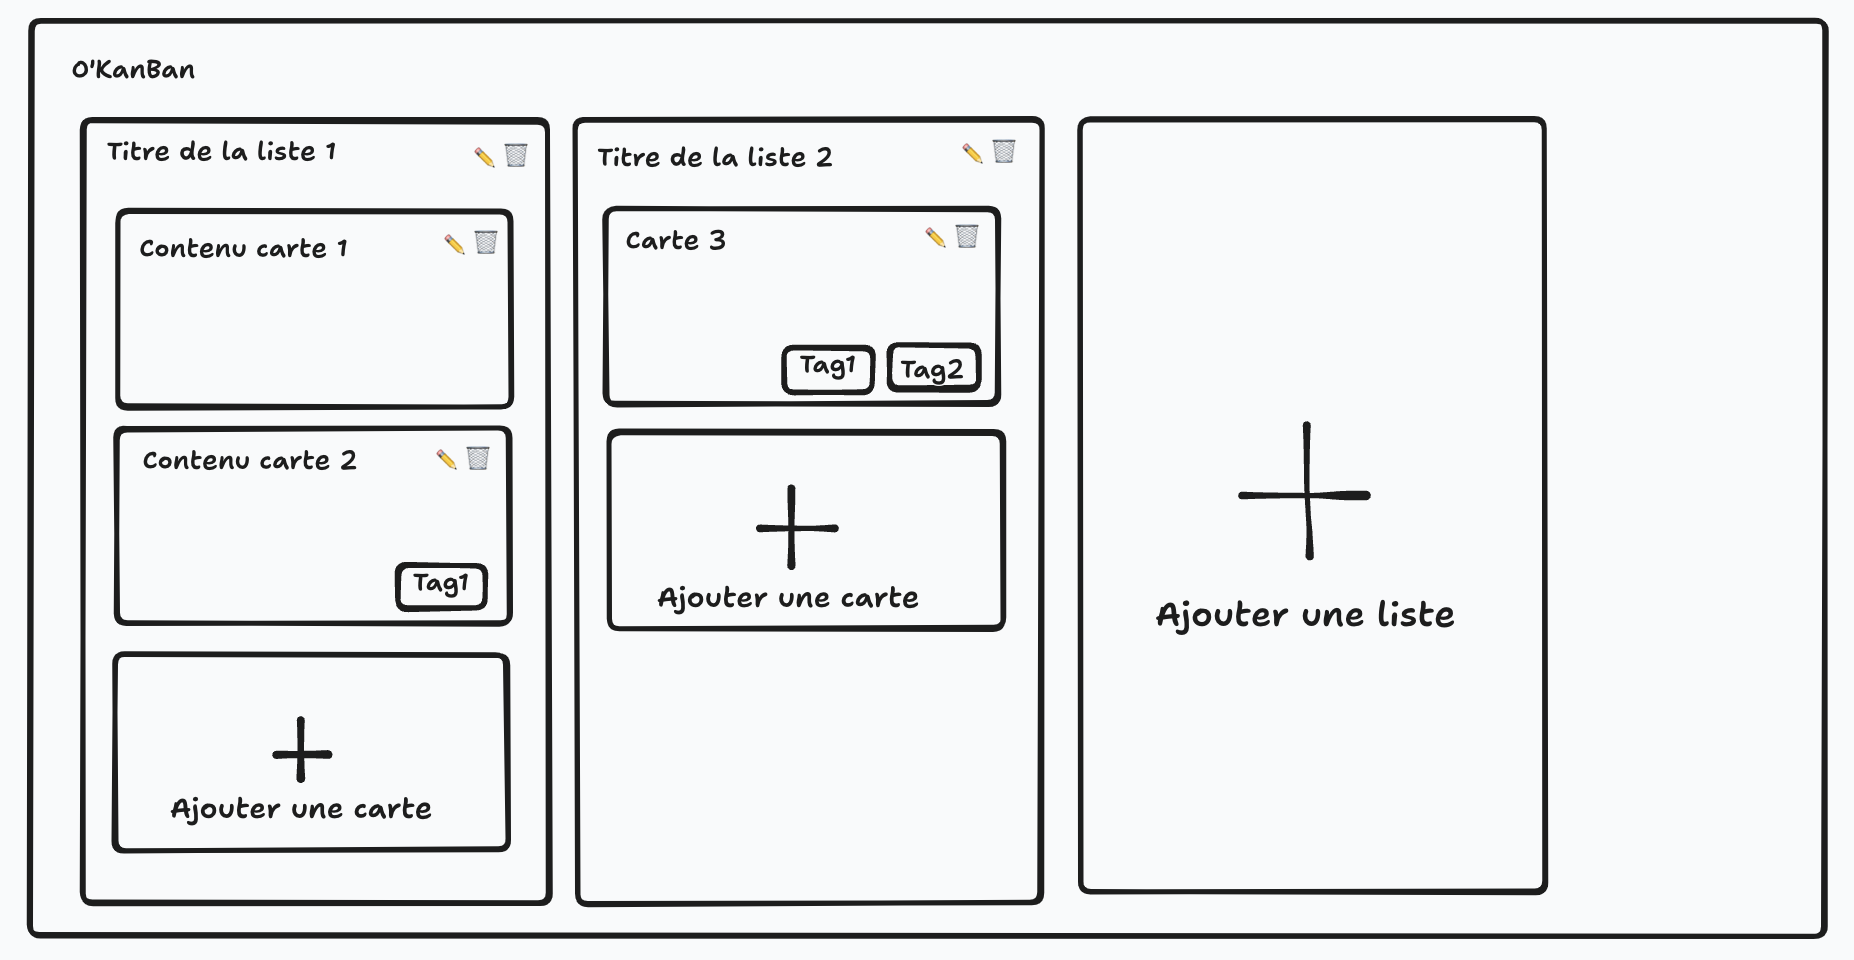 O'KanBan
Titre de la liste 1
Contenu carte 1
Contenu carte 2
Tag1
Ajouter une carte
Titre de la liste 2
Carte 3
Tag1
Tag2
Ajouter une carte
Ajouter une liste